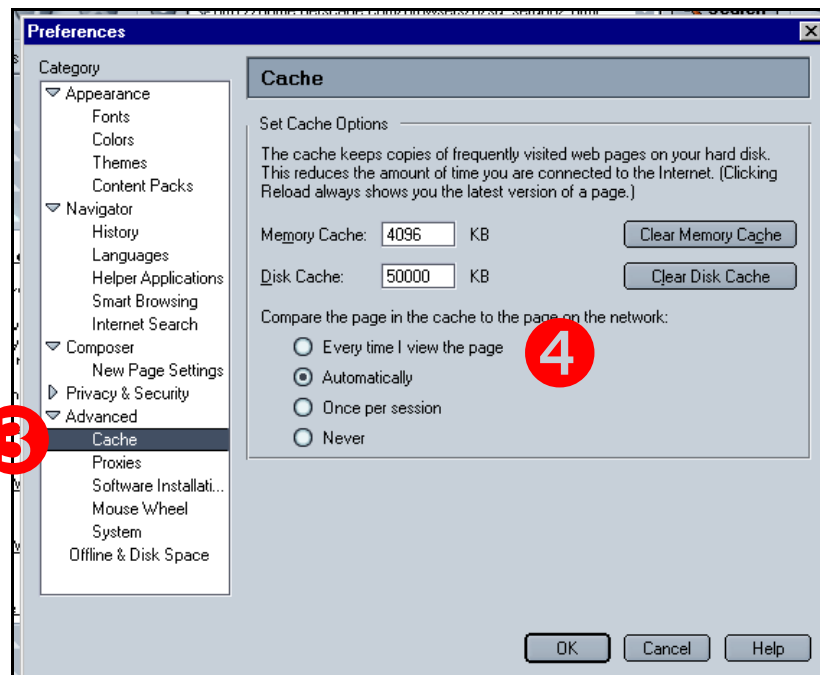 Preferences
Category
Appearance
Fonts
Colors
Themes
Content Packs
Navigator
History
Languages
Helper Applications
Smart Browsing
Internet Search
Composer
New Page Settings
Privacy & Security
Advanced
3
Cache
Proxies
Software Installati...
Mouse Wheel
System
Offline & Disk Space
Cache
Set Cache Options
The cache keeps copies of frequently visited web pages on your hard disk.
This reduces the amount of time you are connected to the Internet. (Clicking
Reload always shows you the latest version of a page.)
Memory Cache: 4096 KB Clear Memory Cache
Disk Cache: 50000 KB Clear Disk Cache
Compare the page in the cache to the page on the network:
Every time I view the page
4
Automatically
Once per session
Never
OK Cancel Help